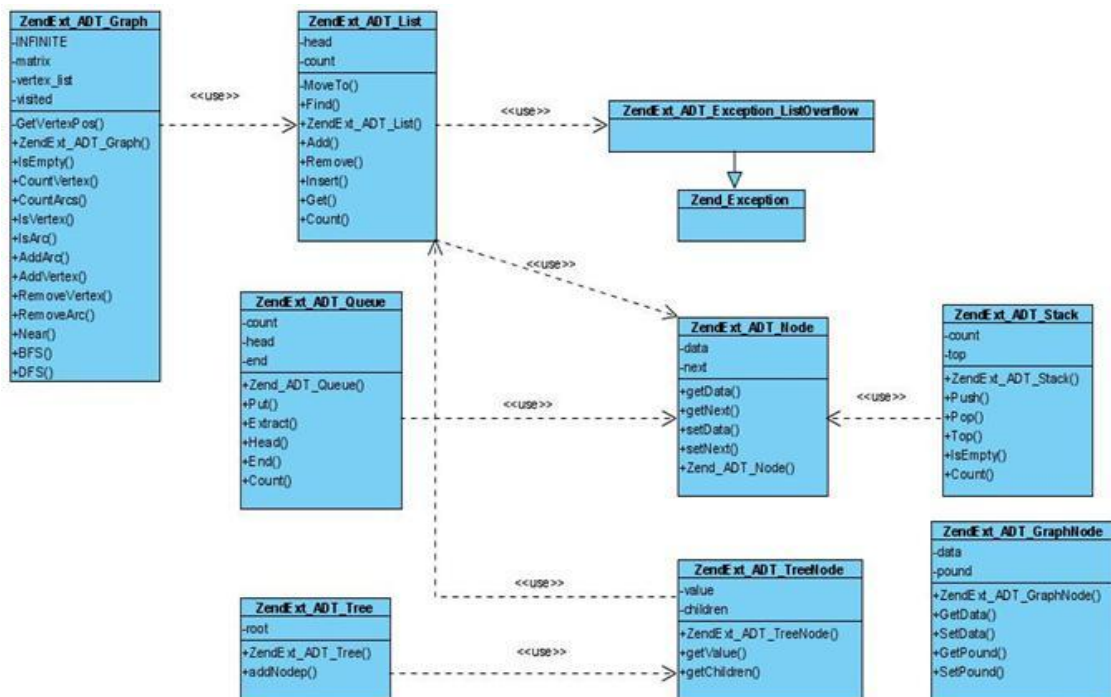 ZendExt_ADT_Graph
-INFINITE
-matrix
-vertex_list
-visited
-GetVertexPos()
+ZendExt_ADT_Graph()
+IsEmpty()
+CountVertex()
+CountArcs()
+IsVertex()
+IsArc()
+AddArc()
+AddVertex()
+RemoveVertex()
+RemoveArc()
+Near()
+BFS()
+DFS()
<<use>>
ZendExt_ADT_List
-head
-count
-MoveTo()
+Find()
+ZendExt_ADT_List()
+Add()
+Remove()
+Insert()
+Get()
+Count()
<<use>>
ZendExt_ADT_Exception_ListOverflow
Zend_Exception
<<use>>
ZendExt_ADT_Queue
-count
-head
-end
+Zend_ADT_Queue()
+Put()
+Extract()
+Head()
+End()
+Count()
<<use>>
ZendExt_ADT_Node
-data
-next
+getData()
+getNext()
+setData()
+setNext()
+Zend_ADT_Node()
<<use>>
ZendExt_ADT_Stack
-count
-top
+ZendExt_ADT_Stack()
+Push()
+Pop()
+Top()
+IsEmpty()
+Count()
<<use>>
ZendExt_ADT_Tree
-root
+ZendExt_ADT_Tree()
+addNodep()
<<use>>
ZendExt_ADT_TreeNode
-value
-children
+ZendExt_ADT_TreeNode()
+getValue()
+getChildren()
ZendExt_ADT_GraphNode
-data
-pound
+ZendExt_ADT_GraphNode()
+GetData()
+SetData()
+GetPound()
+SetPound()